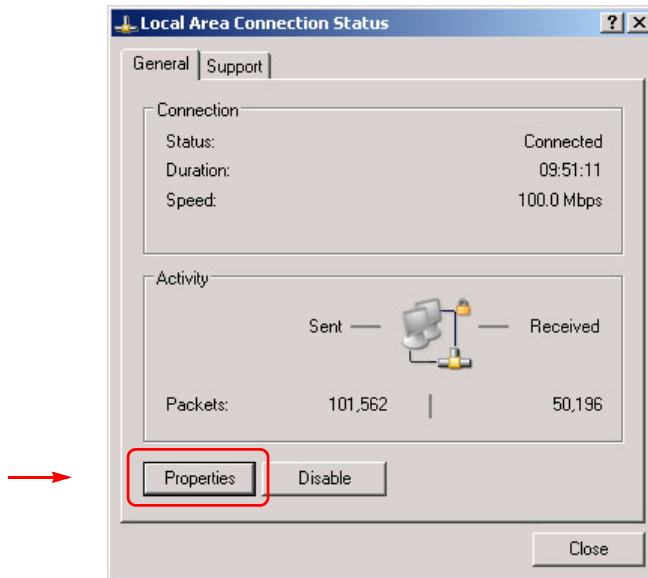 Local Area Connection Status
General Support
Connection
Status: Connected
Duration: 09:51:11
Speed: 100.0 Mbps
Activity
Sent Received
Packets: 101,562 50,196
Properties Disable
Close